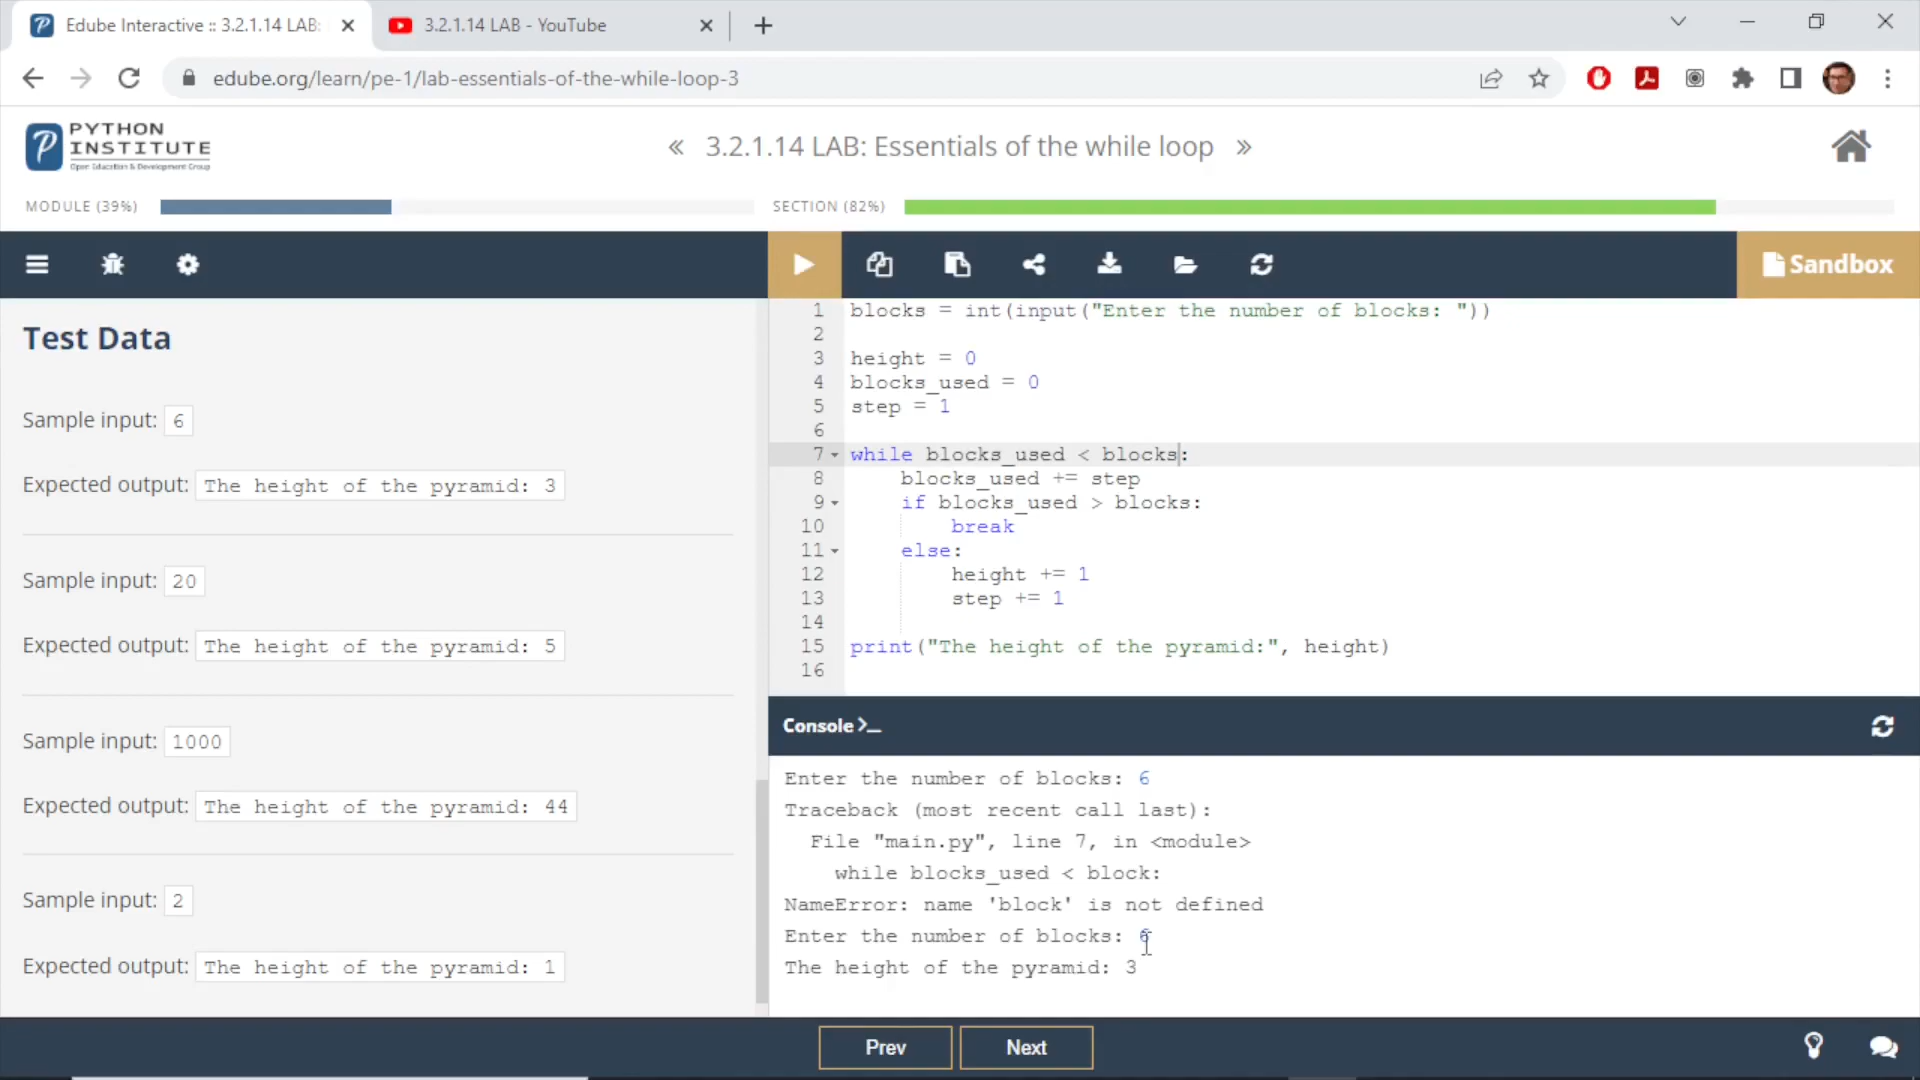 Edube Interactive :: 3.2.1.14 LAB:
3.2.1.14 LAB - YouTube
edube.org/learn/pe-1/lab-essentials-of-the-while-loop-3
PYTHON
INSTITUTE
Open Education & Development Group
« 3.2.1.14 LAB: Essentials of the while loop »
MODULE (39%)
SECTION (82%)
Sandbox
Test Data
Sample input: 6
Expected output: The height of the pyramid: 3
Sample input: 20
Expected output: The height of the pyramid: 5
Sample input: 1000
Expected output: The height of the pyramid: 44
Sample input: 2
Expected output: The height of the pyramid: 1
1 blocks = int(input("Enter the number of blocks: "))
2
3 height = 0
4 blocks_used = 0
5 step = 1
6
7 while blocks_used < blocks:
8 blocks_used += step
9 if blocks_used > blocks:
10 break
11 else:
12 height += 1
13 step += 1
14
15 print("The height of the pyramid:", height)
16
Console >_
Enter the number of blocks: 6
Traceback (most recent call last):
File "main.py", line 7, in <module>
while blocks_used < block:
NameError: name 'block' is not defined
Enter the number of blocks: 6
The height of the pyramid: 3
Prev
Next